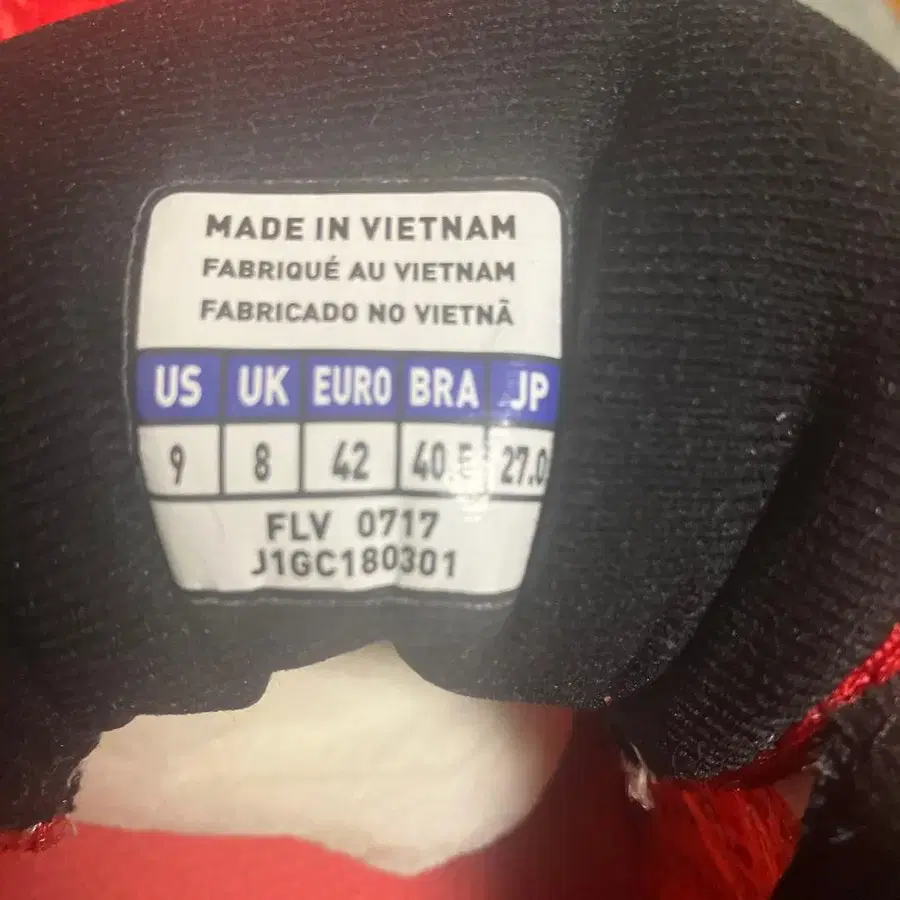 MADE IN VIETNAM
FABRIQUÉ AU VIETNAM
FABRICADO NO VIETNÃ
US UK EURO BRA JP
9 8 42 40.5 27.0
FLV 0717
J1GC180301